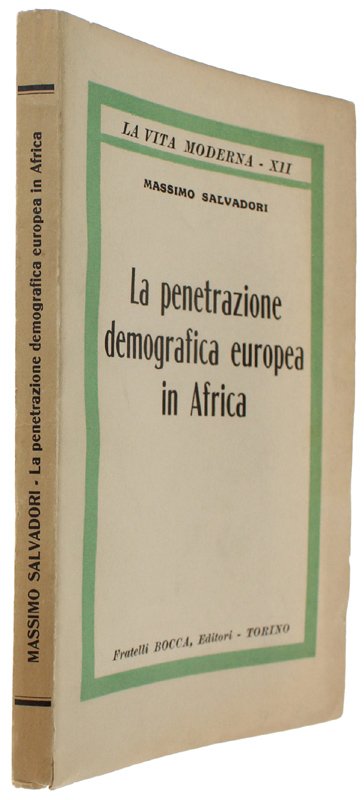 MASSIMO SALVADORI - La penetrazione demografica europea in Africa
LA VITA MODERNA - XII
MASSIMO SALVADORI
La penetrazione
demografica europea
in Africa
Fratelli BOCCA, Editori - TORINO